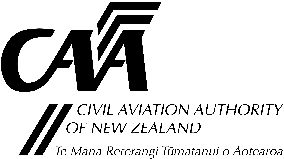 CAA
CIVIL AVIATION AUTHORITY
OF NEW ZEALAND
Te Mana Rererangi Tūmatanui o Aotearoa